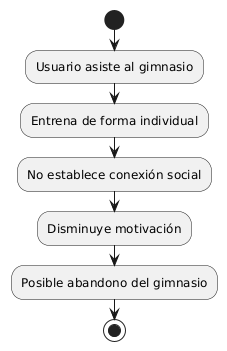 Usuario asiste al gimnasio
Entrena de forma individual
No establece conexión social
Disminuye motivación
Posible abandono del gimnasio